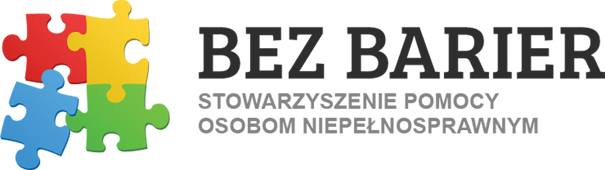 BEZ BARIER
STOWARZYSZENIE POMOCY
OSOBOM NIEPEŁNOSPRAWNYM